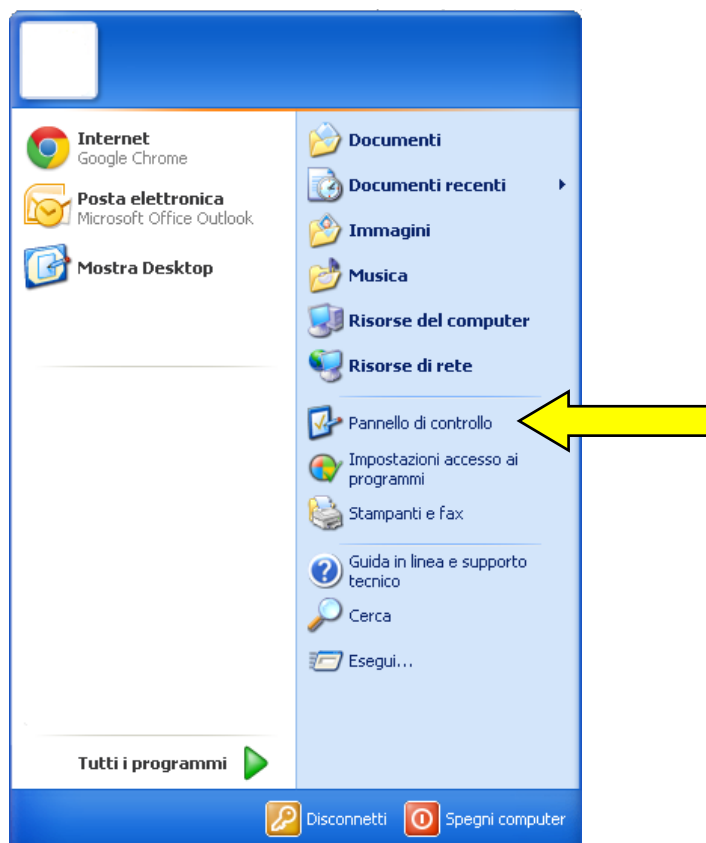 Internet
Google Chrome
Posta elettronica
Microsoft Office Outlook
Mostra Desktop
Tutti i programmi
Documenti
Documenti recenti
Immagini
Musica
Risorse del computer
Risorse di rete
Pannello di controllo
Impostazioni accesso ai
programmi
Stampanti e fax
Guida in linea e supporto
tecnico
Cerca
Esegui...
Disconnetti
Spegni computer